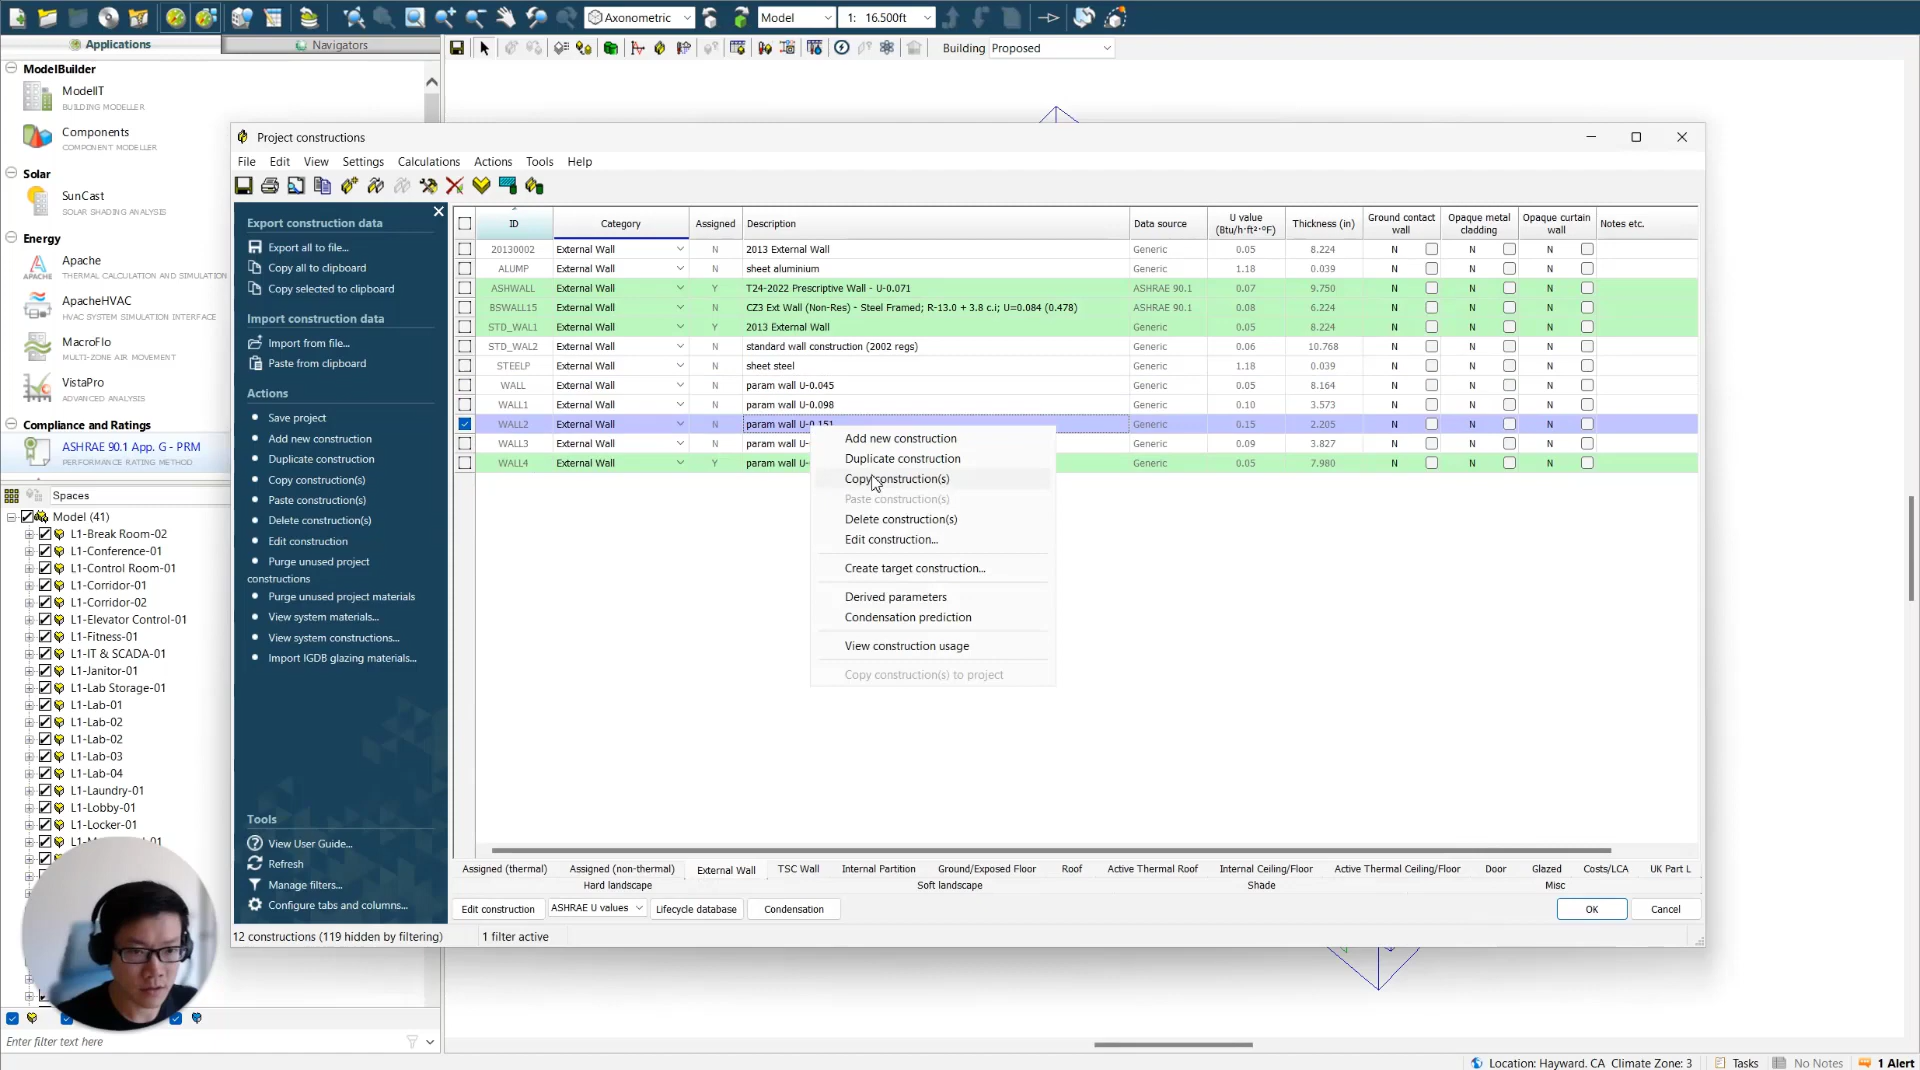 Axonometric
Model
1: 16.500ft
Applications
Navigators
Building
Proposed
ModelBuilder
ModelIT
BUILDING MODELLER
Components
COMPONENT MODELLER
Solar
SunCast
SOLAR SHADING ANALYSIS
Energy
Apache
THERMAL CALCULATION AND SIMULATION
ApacheHVAC
HVAC SYSTEM SIMULATION INTERFACE
MacroFlo
MULTI-ZONE AIR MOVEMENT
VistaPro
ADVANCED ANALYSIS
Compliance and Ratings
ASHRAE 90.1 App. G - PRM
PERFORMANCE RATING METHOD
Spaces
Model (41)
L1-Break Room-02
L1-Conference-01
L1-Control Room-01
L1-Corridor-01
L1-Corridor-02
L1-Elevator Control-01
L1-Fitness-01
L1-IT & SCADA-01
L1-Janitor-01
L1-Lab Storage-01
L1-Lab-01
L1-Lab-02
L1-Lab-02
L1-Lab-03
L1-Lab-04
L1-Laundry-01
L1-Lobby-01
L1-Locker-01
Enter filter text here
Project constructions
File Edit View Settings Calculations Actions Tools Help
Export construction data
Export all to file...
Copy all to clipboard
Copy selected to clipboard
Import construction data
Import from file...
Paste from clipboard
Actions
Save project
Add new construction
Duplicate construction
Copy construction(s)
Paste construction(s)
Delete construction(s)
Edit construction
Purge unused project
constructions
Purge unused project materials
View system materials...
View system constructions...
Import IGDB glazing materials...
Tools
View User Guide...
Refresh
Manage filters...
Configure tabs and columns...
ID Category Assigned Description Data source U value (Btu/h·ft²·°F) Thickness (in) Ground contact wall Opaque metal cladding Opaque curtain wall Notes etc.
20130002 External Wall N 2013 External Wall Generic 0.05 8.224 N N N
ALUMP External Wall N sheet aluminium Generic 1.18 0.039 N N N
ASHWALL External Wall Y T24-2022 Prescriptive Wall - U-0.071 ASHRAE 90.1 0.07 9.750 N N N
BSWALL15 External Wall N CZ3 Ext Wall (Non-Res) - Steel Framed; R-13.0 + 3.8 c.i; U=0.084 (0.478) ASHRAE 90.1 0.08 6.224 N N N
STD_WAL1 External Wall Y 2013 External Wall Generic 0.05 8.224 N N N
STD_WAL2 External Wall N standard wall construction (2002 regs) Generic 0.06 10.768 N N N
STEELP External Wall N sheet steel Generic 1.18 0.039 N N N
WALL External Wall N param wall U-0.045 Generic 0.05 8.164 N N N
WALL1 External Wall N param wall U-0.098 Generic 0.10 3.573 N N N
WALL2 External Wall N param wall U-0.151 Generic 0.15 2.205 N N N
WALL3 External Wall N param wall U- Generic 0.09 3.827 N N N
WALL4 External Wall Y param wall U- Generic 0.05 7.980 N N N
Add new construction
Duplicate construction
Copy construction(s)
Paste construction(s)
Delete construction(s)
Edit construction...
Create target construction...
Derived parameters
Condensation prediction
View construction usage
Copy construction(s) to project
Assigned (thermal) Assigned (non-thermal) External Wall TSC Wall Internal Partition Ground/Exposed Floor Roof Active Thermal Roof Internal Ceiling/Floor Active Thermal Ceiling/Floor Door Glazed Costs/LCA UK Part L
Hard landscape Soft landscape Shade Misc
Edit construction ASHRAE U values Lifecycle database Condensation OK Cancel
12 constructions (119 hidden by filtering) 1 filter active
Location: Hayward. CA Climate Zone: 3 Tasks No Notes 1 Alert